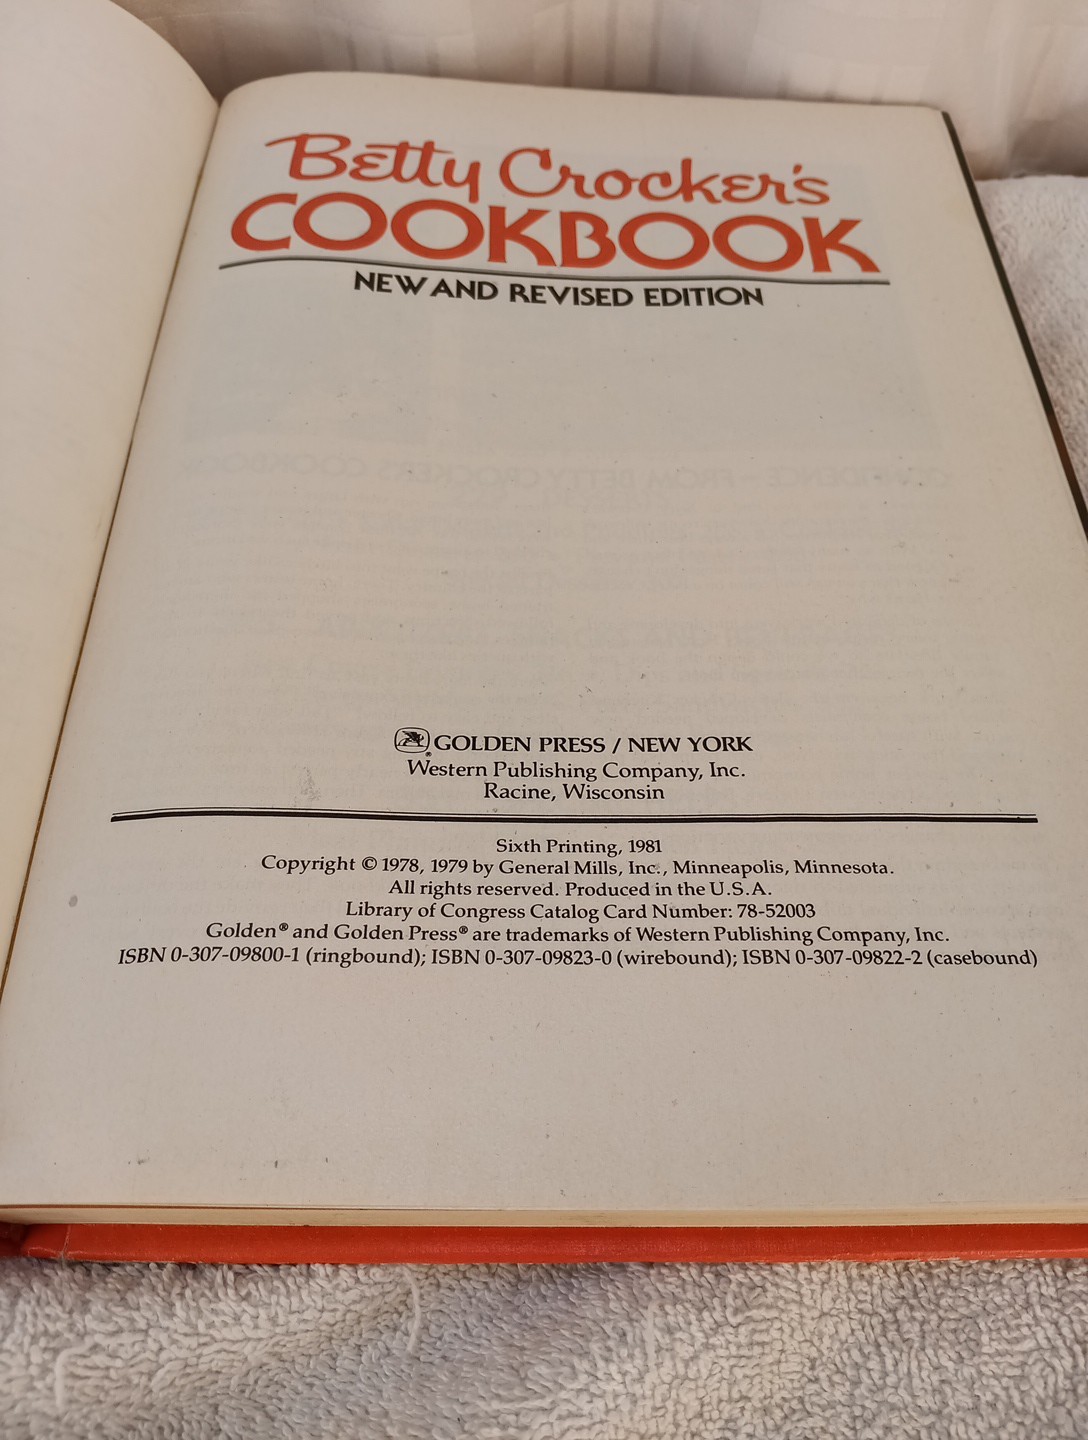 Betty Crocker's
COOKBOOK
NEW AND REVISED EDITION
GOLDEN PRESS / NEW YORK
Western Publishing Company, Inc.
Racine, Wisconsin
Sixth Printing, 1981
Copyright © 1978, 1979 by General Mills, Inc., Minneapolis, Minnesota.
All rights reserved. Produced in the U.S.A.
Library of Congress Catalog Card Number: 78-52003
Golden® and Golden Press® are trademarks of Western Publishing Company, Inc.
ISBN 0-307-09800-1 (ringbound); ISBN 0-307-09823-0 (wirebound); ISBN 0-307-09822-2 (casebound)